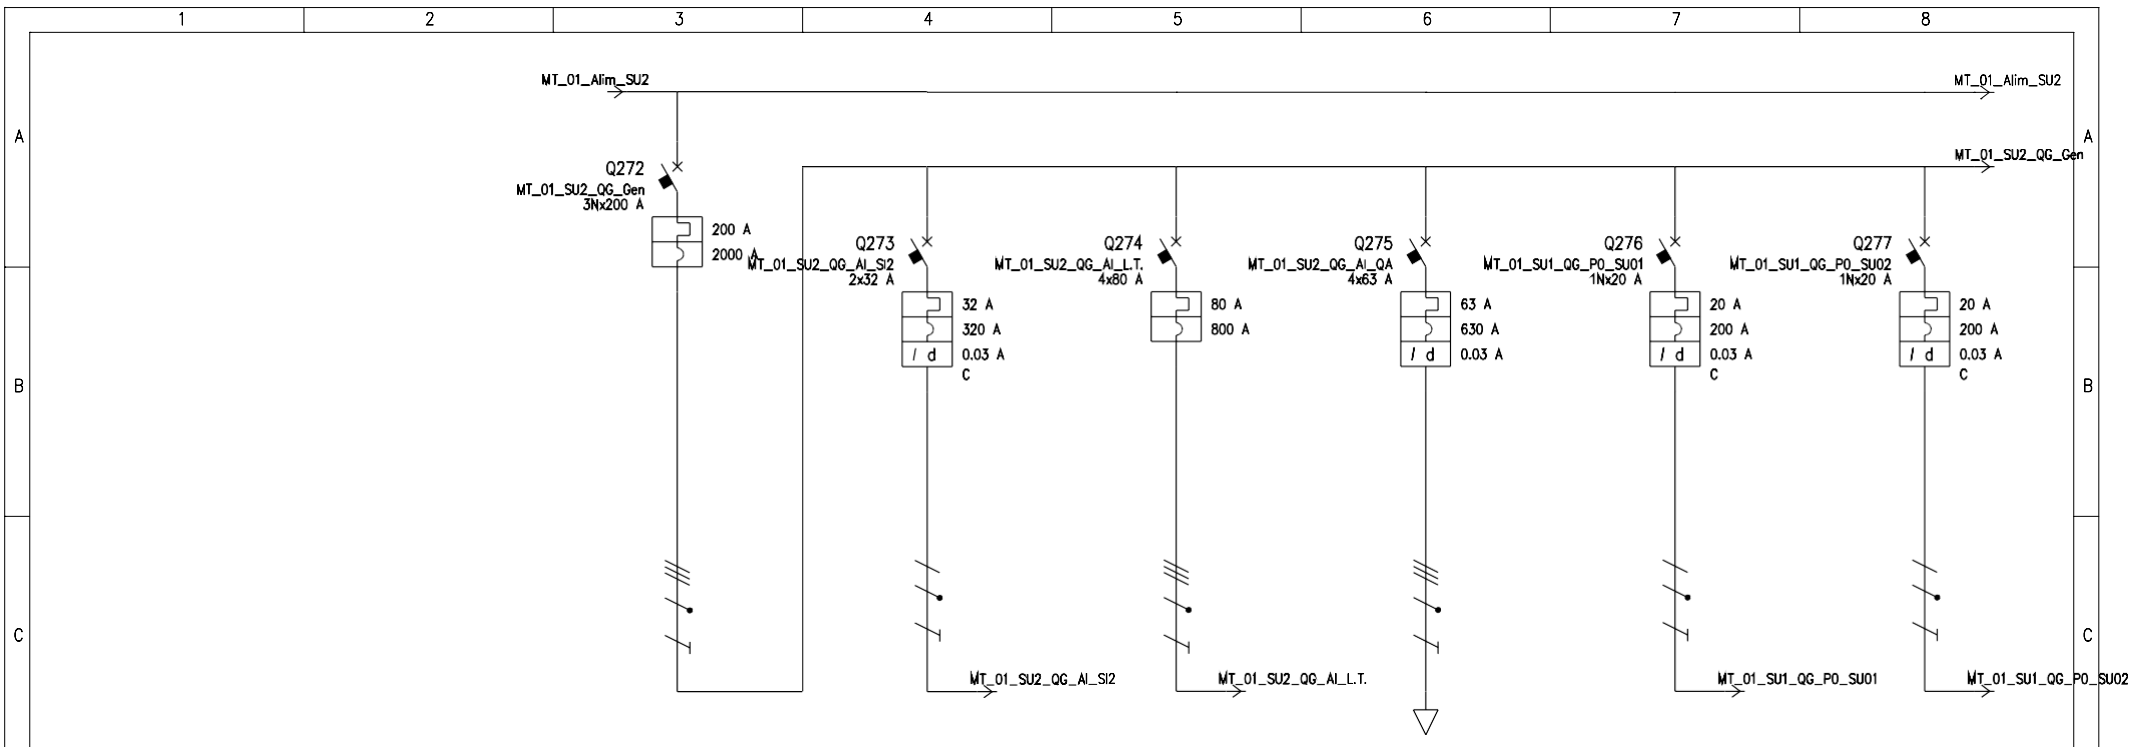 1 2 3 4 5 6 7 8
MT_01_Alim_SU2 MT_01_Alim_SU2
A A
MT_01_SU2_QG_Gen
Q272
MT_01_SU2_QG_Gen
3Nx200 A
200 A
2000 A
Q273 Q274 Q275 Q276 Q277
MT_01_SU2_QG_Al_SI2 MT_01_SU2_QG_Al_L.T. MT_01_SU2_QG_Al_QA MT_01_SU1_QG_P0_SU01 MT_01_SU1_QG_P0_SU02
2x32 A 4x80 A 4x63 A 1Nx20 A 1Nx20 A
32 A 80 A 63 A 20 A 20 A
320 A 800 A 630 A 200 A 200 A
I d 0.03 A I d 0.03 A I d 0.03 A I d 0.03 A
C C C
B B
C C
MT_01_SU2_QG_Al_SI2 MT_01_SU2_QG_Al_L.T. MT_01_SU1_QG_P0_SU01 MT_01_SU1_QG_P0_SU02